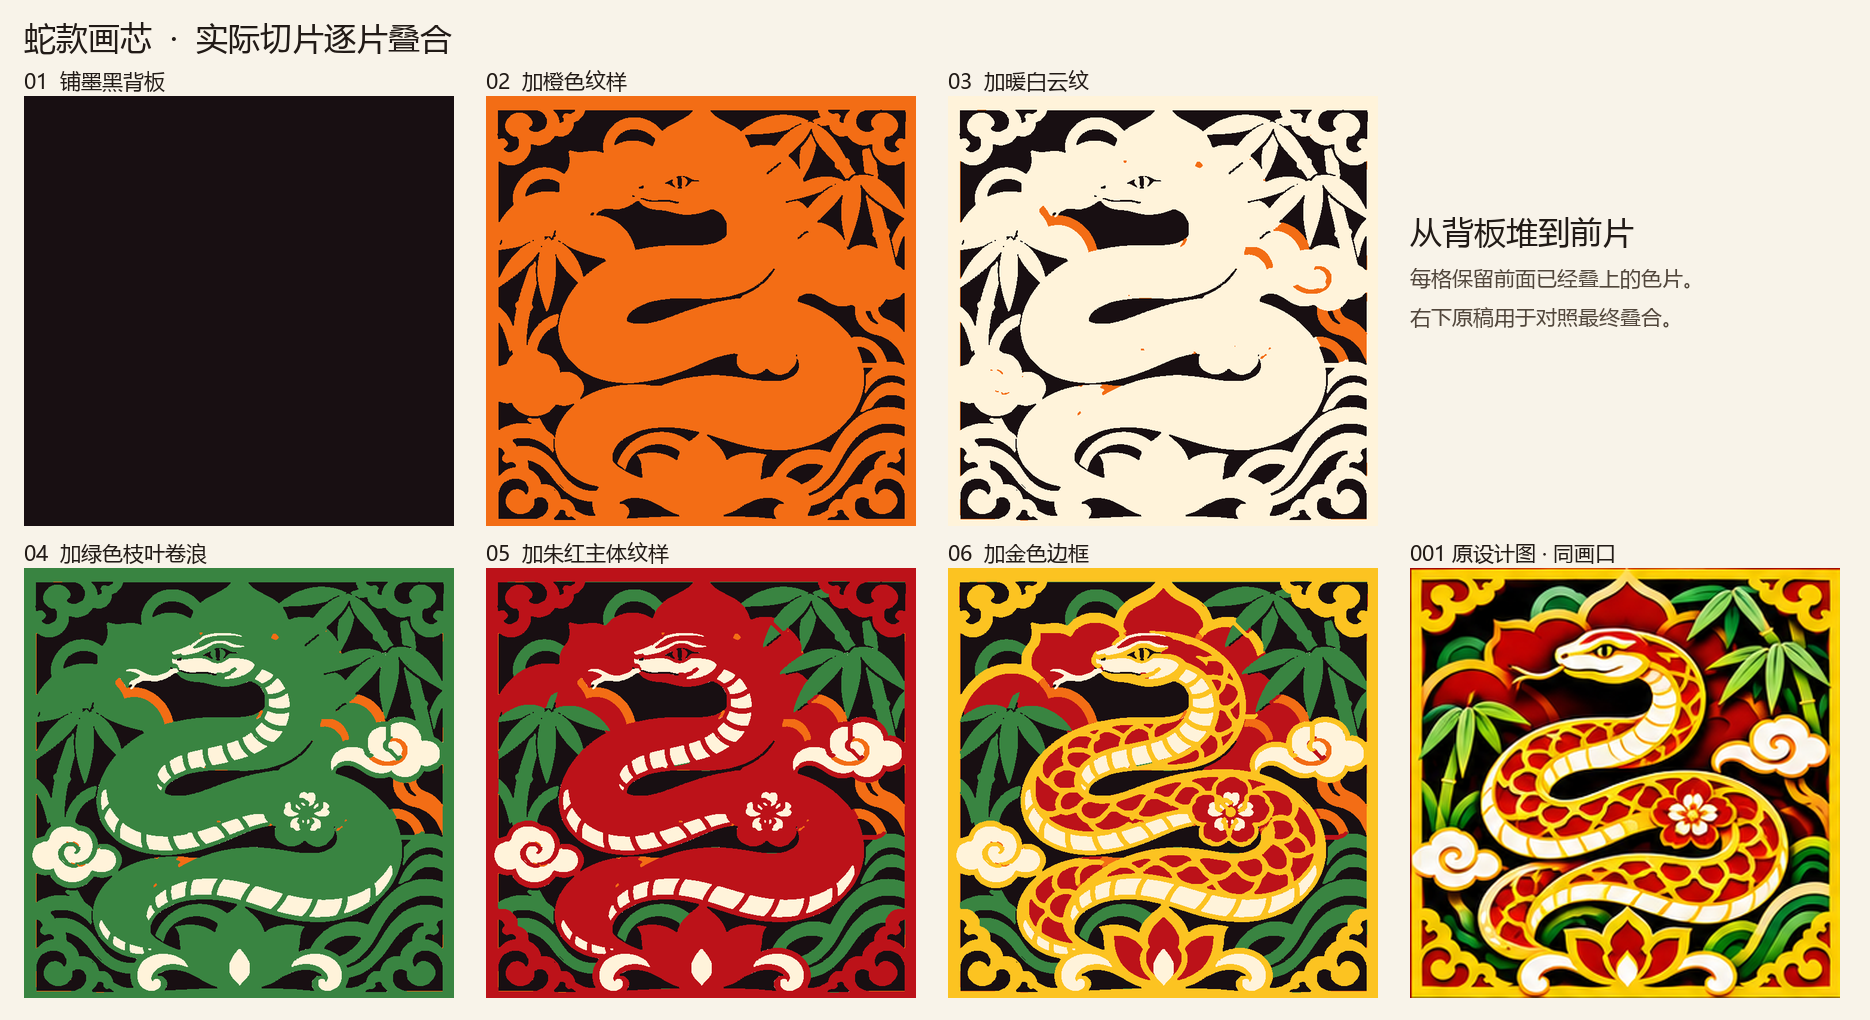 蛇款画芯 · 实际切片逐片叠合
01 铺墨黑背板
02 加橙色纹样
03 加暖白云纹
从背板堆到前片
每格保留前面已经叠上的色片。
右下原稿用于对照最终叠合。
04 加绿色枝叶卷浪
05 加朱红主体纹样
06 加金色边框
001 原设计图 · 同画口